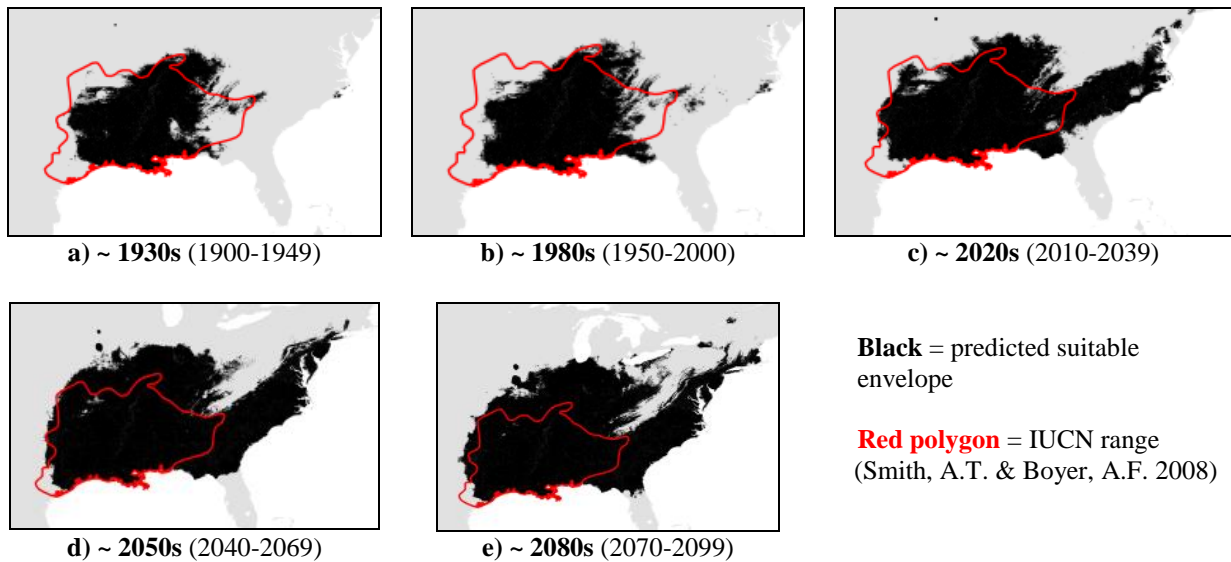 a) ~ 1930s (1900-1949)
b) ~ 1980s (1950-2000)
c) ~ 2020s (2010-2039)
d) ~ 2050s (2040-2069)
e) ~ 2080s (2070-2099)
Black = predicted suitable
envelope
Red polygon = IUCN range
(Smith, A.T. & Boyer, A.F. 2008)